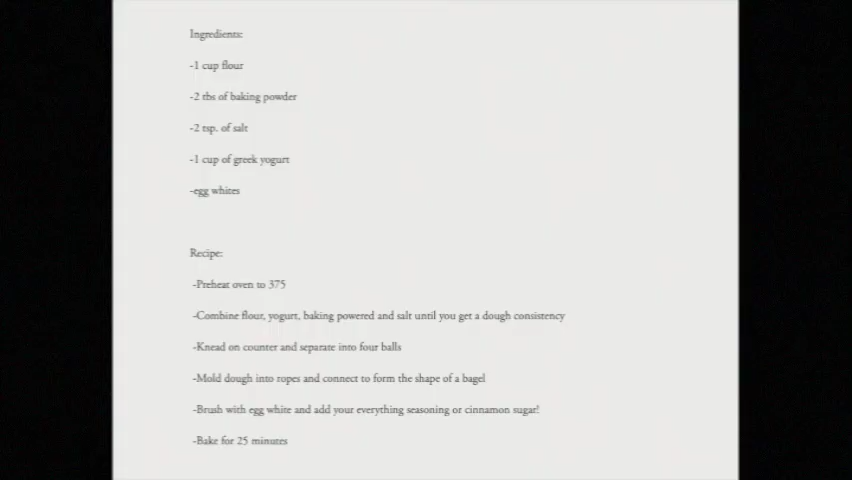 Ingredients:
-1 cup flour
-2 tbs of baking powder
-2 tsp. of salt
-1 cup of greek yogurt
-egg whites
Recipe:
-Preheat oven to 375
-Combine flour, yogurt, baking powered and salt until you get a dough consistency
-Knead on counter and separate into four balls
-Mold dough into ropes and connect to form the shape of a bagel
-Brush with egg white and add your everything seasoning or cinnamon sugar!
-Bake for 25 minutes